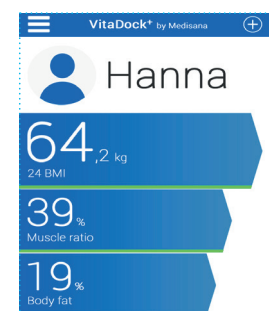 VitaDock+ by Medisana
Hanna
64,2 kg
24 BMI
39%
Muscle ratio
19%
Body fat